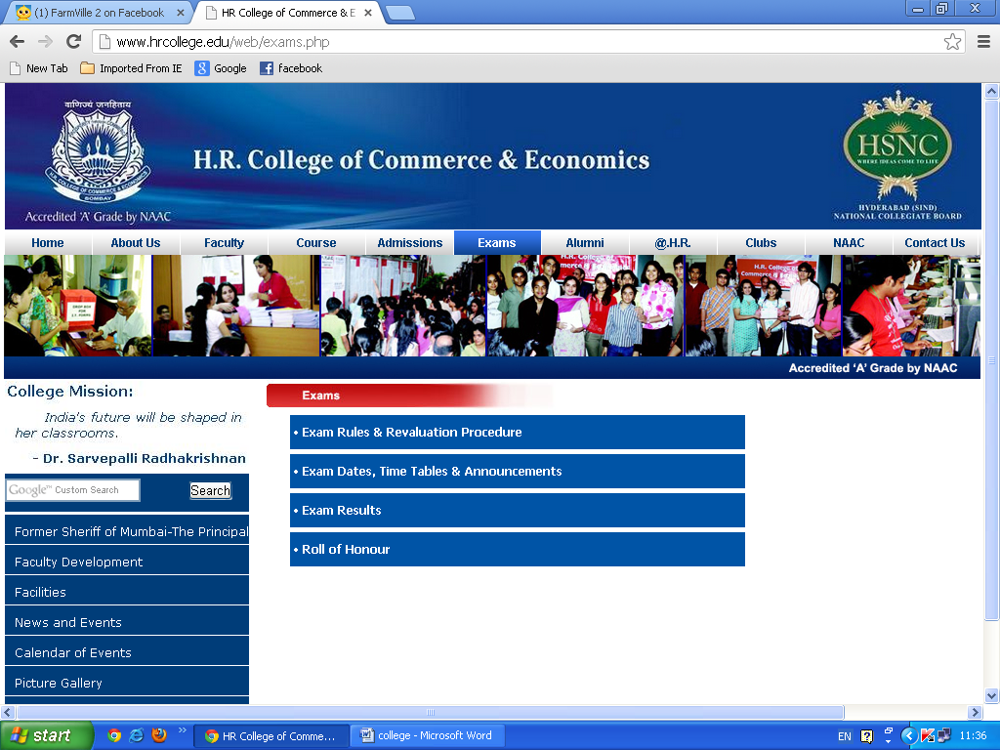 (1) FarmVille 2 on Facebook
HR College of Commerce & E
www.hrcollege.edu/web/exams.php
New Tab
Imported From IE
Google
facebook
वाणिज्यं जनहिताय
H.R. COLLEGE OF COMMERCE & ECONOMICS
BOMBAY
Accredited 'A' Grade by NAAC
H.R. College of Commerce & Economics
HSNC
WHERE IDEAS COME TO LIFE
HYDERABAD (SIND)
NATIONAL COLLEGIATE BOARD
Home About Us Faculty Course Admissions Exams Alumni @.H.R. Clubs NAAC Contact Us
DROP BOX
H.R. College of
H.R. College of
Commerce & Economics
Accredited ‘A’ Grade by NAAC
College Mission:
India's future will be shaped in
her classrooms.
- Dr. Sarvepalli Radhakrishnan
Google™ Custom Search
Search
Former Sheriff of Mumbai-The Principal
Faculty Development
Facilities
News and Events
Calendar of Events
Picture Gallery
Exams
• Exam Rules & Revaluation Procedure
• Exam Dates, Time Tables & Announcements
• Exam Results
• Roll of Honour
start
HR College of Comme...
college - Microsoft Word
EN
11:36